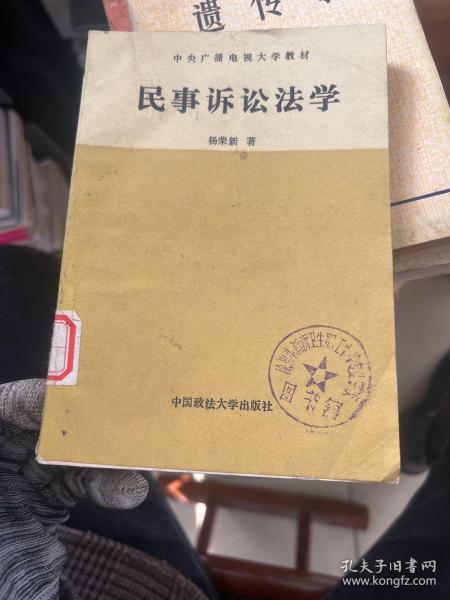 遗传学
中央广播电视大学教材
民事诉讼法学
杨荣新 著
中国政法大学出版社
孔夫子旧书网
www.kongfz.com